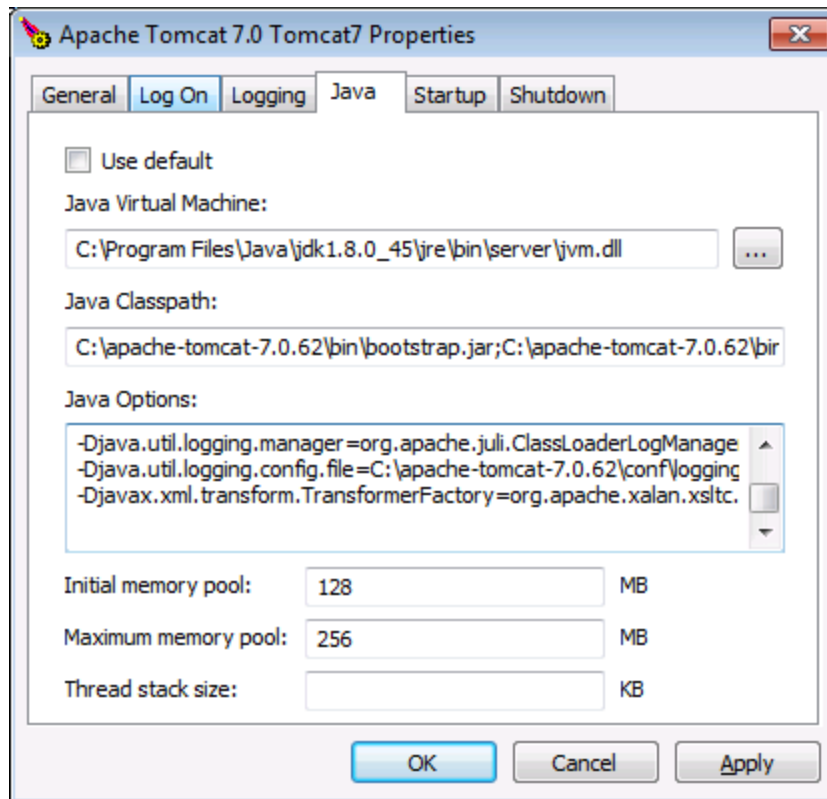 Apache Tomcat 7.0 Tomcat7 Properties
General Log On Logging Java Startup Shutdown
Use default
Java Virtual Machine:
C:\Program Files\Java\jdk1.8.0_45\jre\bin\server\jvm.dll
...
Java Classpath:
C:\apache-tomcat-7.0.62\bin\bootstrap.jar;C:\apache-tomcat-7.0.62\bin
Java Options:
-Djava.util.logging.manager=org.apache.juli.ClassLoaderLogManager
-Djava.util.logging.config.file=C:\apache-tomcat-7.0.62\conf\logging
-Djavax.xml.transform.TransformerFactory=org.apache.xalan.xsltc.
Initial memory pool: 128 MB
Maximum memory pool: 256 MB
Thread stack size: KB
OK Cancel Apply